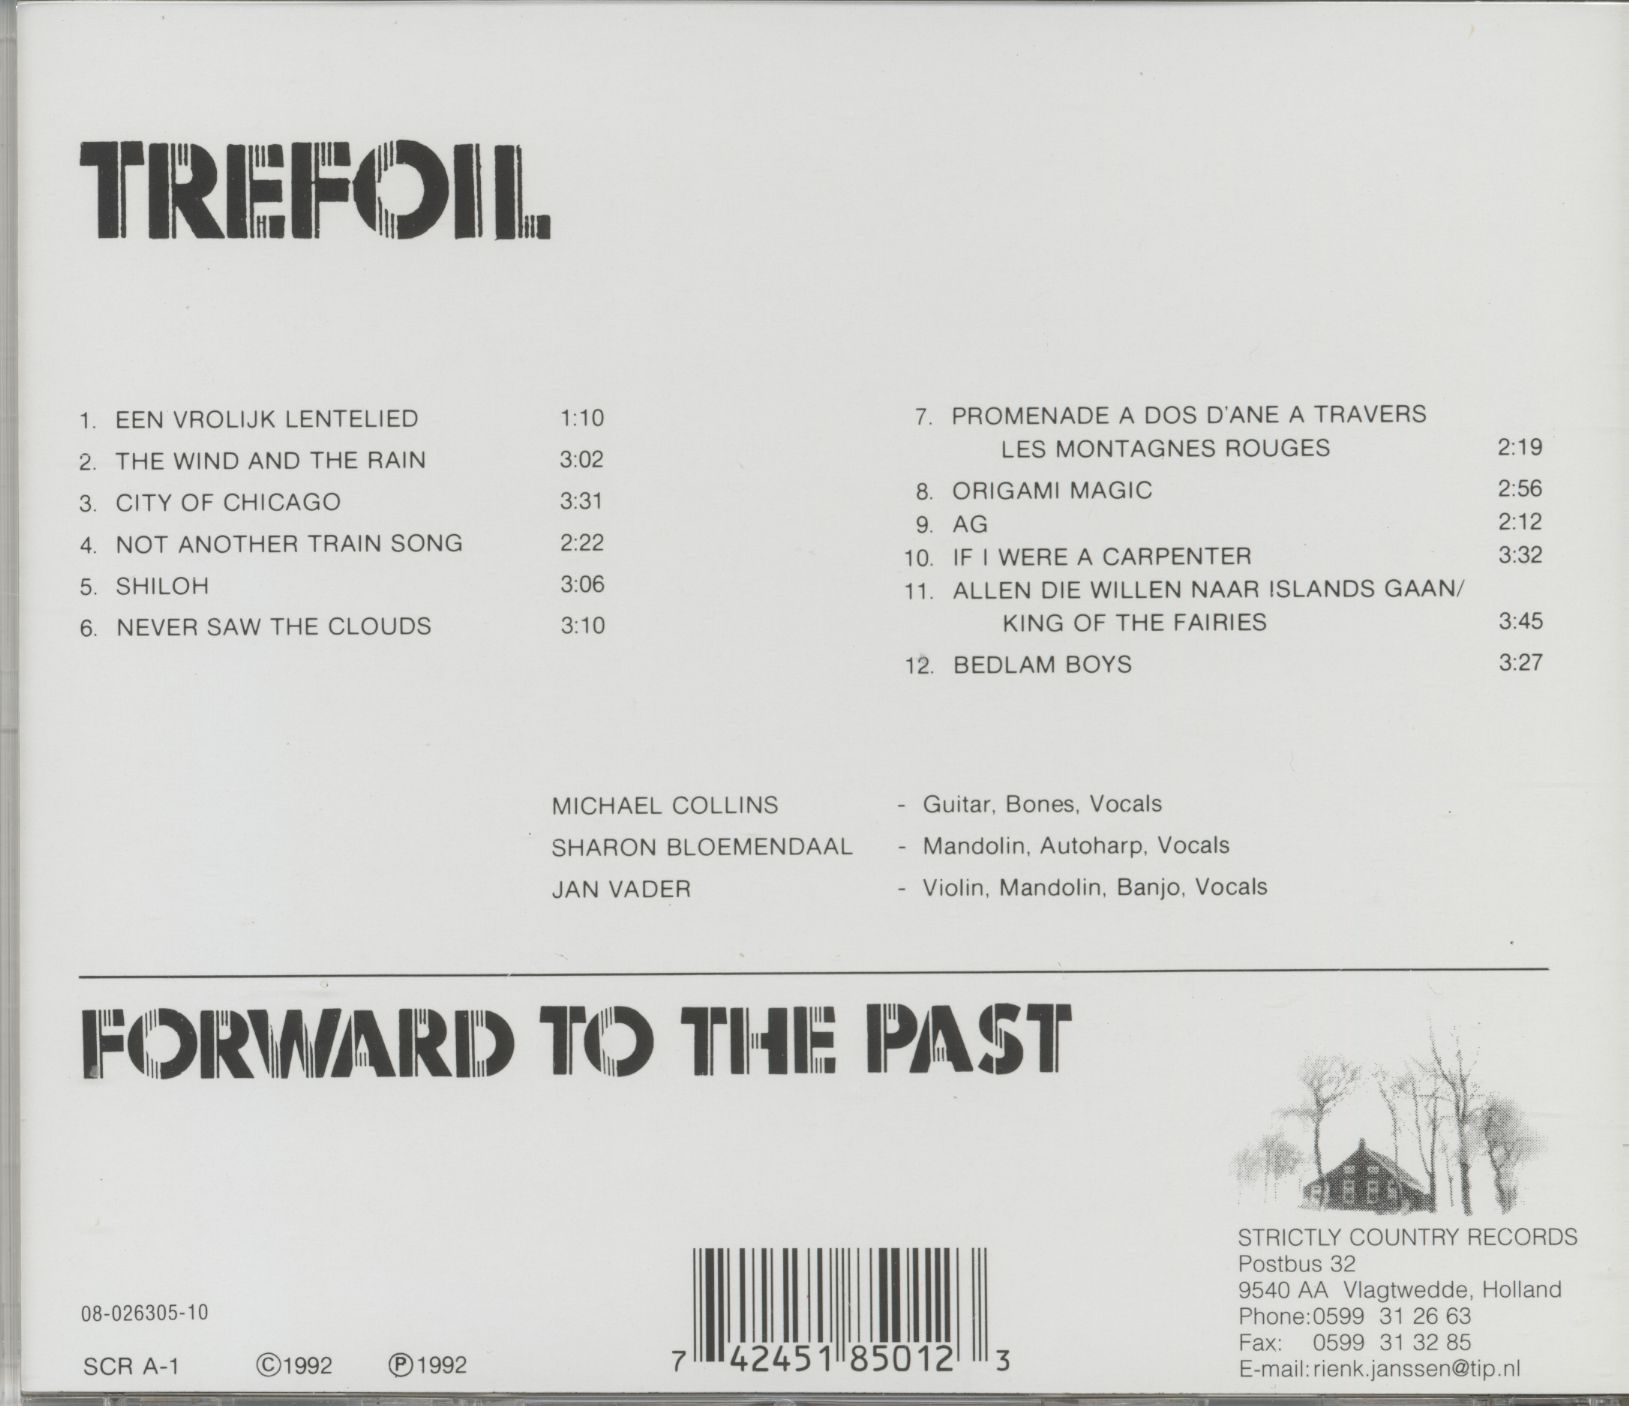 TREFOIL
1. EEN VROLIJK LENTELIED 1:10
2. THE WIND AND THE RAIN 3:02
3. CITY OF CHICAGO 3:31
4. NOT ANOTHER TRAIN SONG 2:22
5. SHILOH 3:06
6. NEVER SAW THE CLOUDS 3:10
7. PROMENADE A DOS D'ANE A TRAVERS
LES MONTAGNES ROUGES 2:19
8. ORIGAMI MAGIC 2:56
9. AG 2:12
10. IF I WERE A CARPENTER 3:32
11. ALLEN DIE WILLEN NAAR ISLANDS GAAN/
KING OF THE FAIRIES 3:45
12. BEDLAM BOYS 3:27
MICHAEL COLLINS - Guitar, Bones, Vocals
SHARON BLOEMENDAAL - Mandolin, Autoharp, Vocals
JAN VADER - Violin, Mandolin, Banjo, Vocals
FORWARD TO THE PAST
08-026305-10
SCR A-1 ©1992 ℗1992
7 42451 85012 3
STRICTLY COUNTRY RECORDS
Postbus 32
9540 AA Vlagtwedde, Holland
Phone:0599 31 26 63
Fax: 0599 31 32 85
E-mail:rienk.janssen@tip.nl